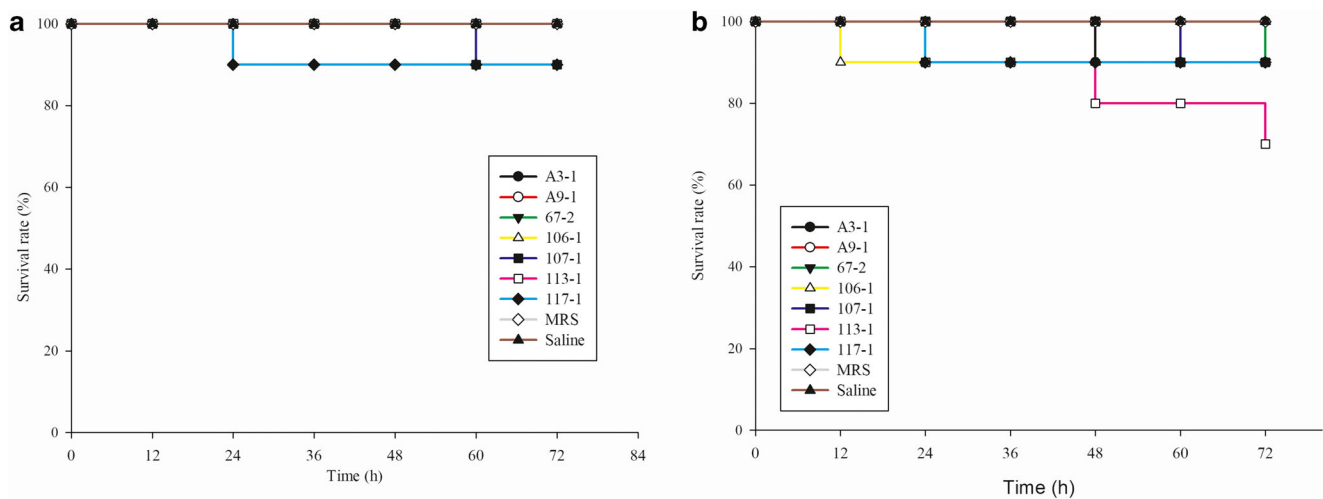 a
Survival rate (%)
100
80
60
40
20
0
A3-1
A9-1
67-2
106-1
107-1
113-1
117-1
MRS
Saline
0 12 24 36 48 60 72 84
Time (h)
b
Survival rate (%)
100
80
60
40
20
0
A3-1
A9-1
67-2
106-1
107-1
113-1
117-1
MRS
Saline
0 12 24 36 48 60 72
Time (h)